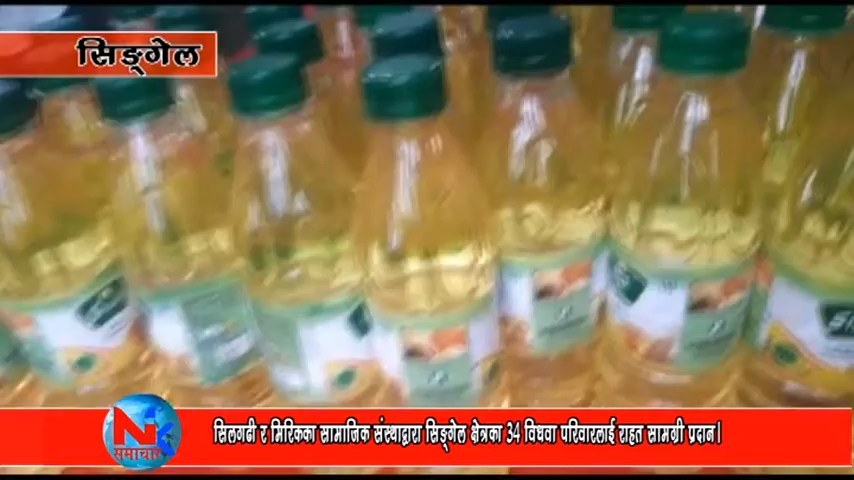 सिङ्गेल
सिलगढी र मिरिकका सामाजिक संस्थाद्वारा सिङ्गेल क्षेत्रका 34 विधवा परिवारलाई राहत सामग्री प्रदान।
N
समाचार